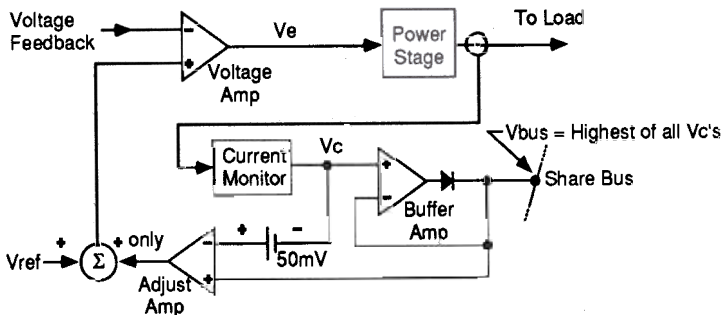 Voltage
Feedback
−
+
Voltage
Amp
Ve
Power
Stage
To Load
Current
Monitor
Vc
+
−
Buffer
Amp
Vbus = Highest of all Vc's
Share Bus
Vref
+
Σ
+ only
Adjust
Amp
−
+
+ −
50mV